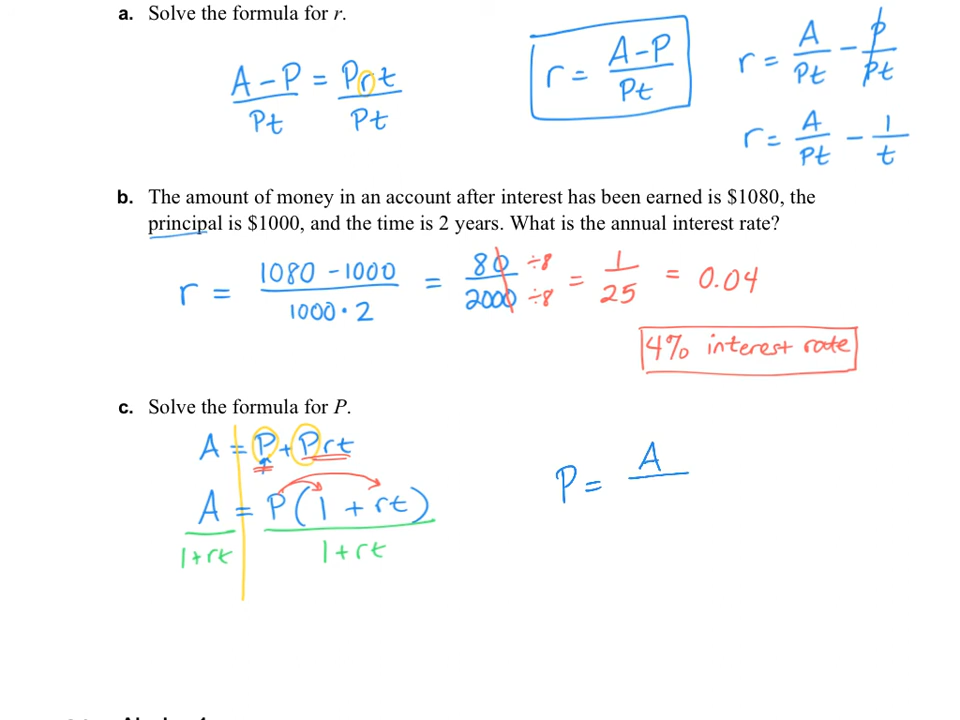 a. Solve the formula for r.
A - P = Prt
Pt Pt
r = A-P / Pt
r = A/Pt - P/Pt
r = A/Pt - 1/t
b. The amount of money in an account after interest has been earned is $1080, the
principal is $1000, and the time is 2 years. What is the annual interest rate?
r = 1080 - 1000 / 1000 · 2 = 80 ÷8 / 2000 ÷8 = 1/25 = 0.04
4% interest rate
c. Solve the formula for P.
A = P + Prt
A = P(1 + rt)
1+rt 1+rt
P = A